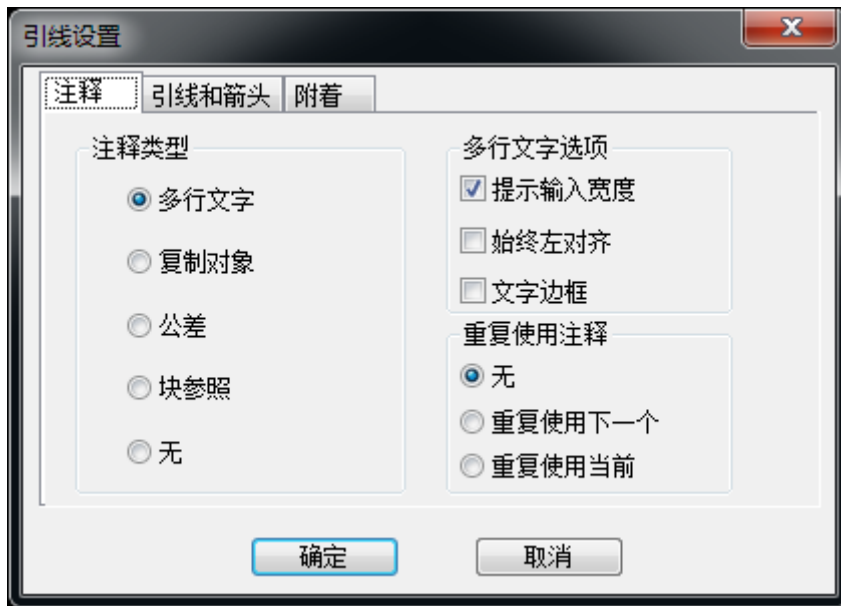 引线设置
注释
引线和箭头
附着
注释类型
多行文字
复制对象
公差
块参照
无
多行文字选项
提示输入宽度
始终左对齐
文字边框
重复使用注释
无
重复使用下一个
重复使用当前
确定
取消